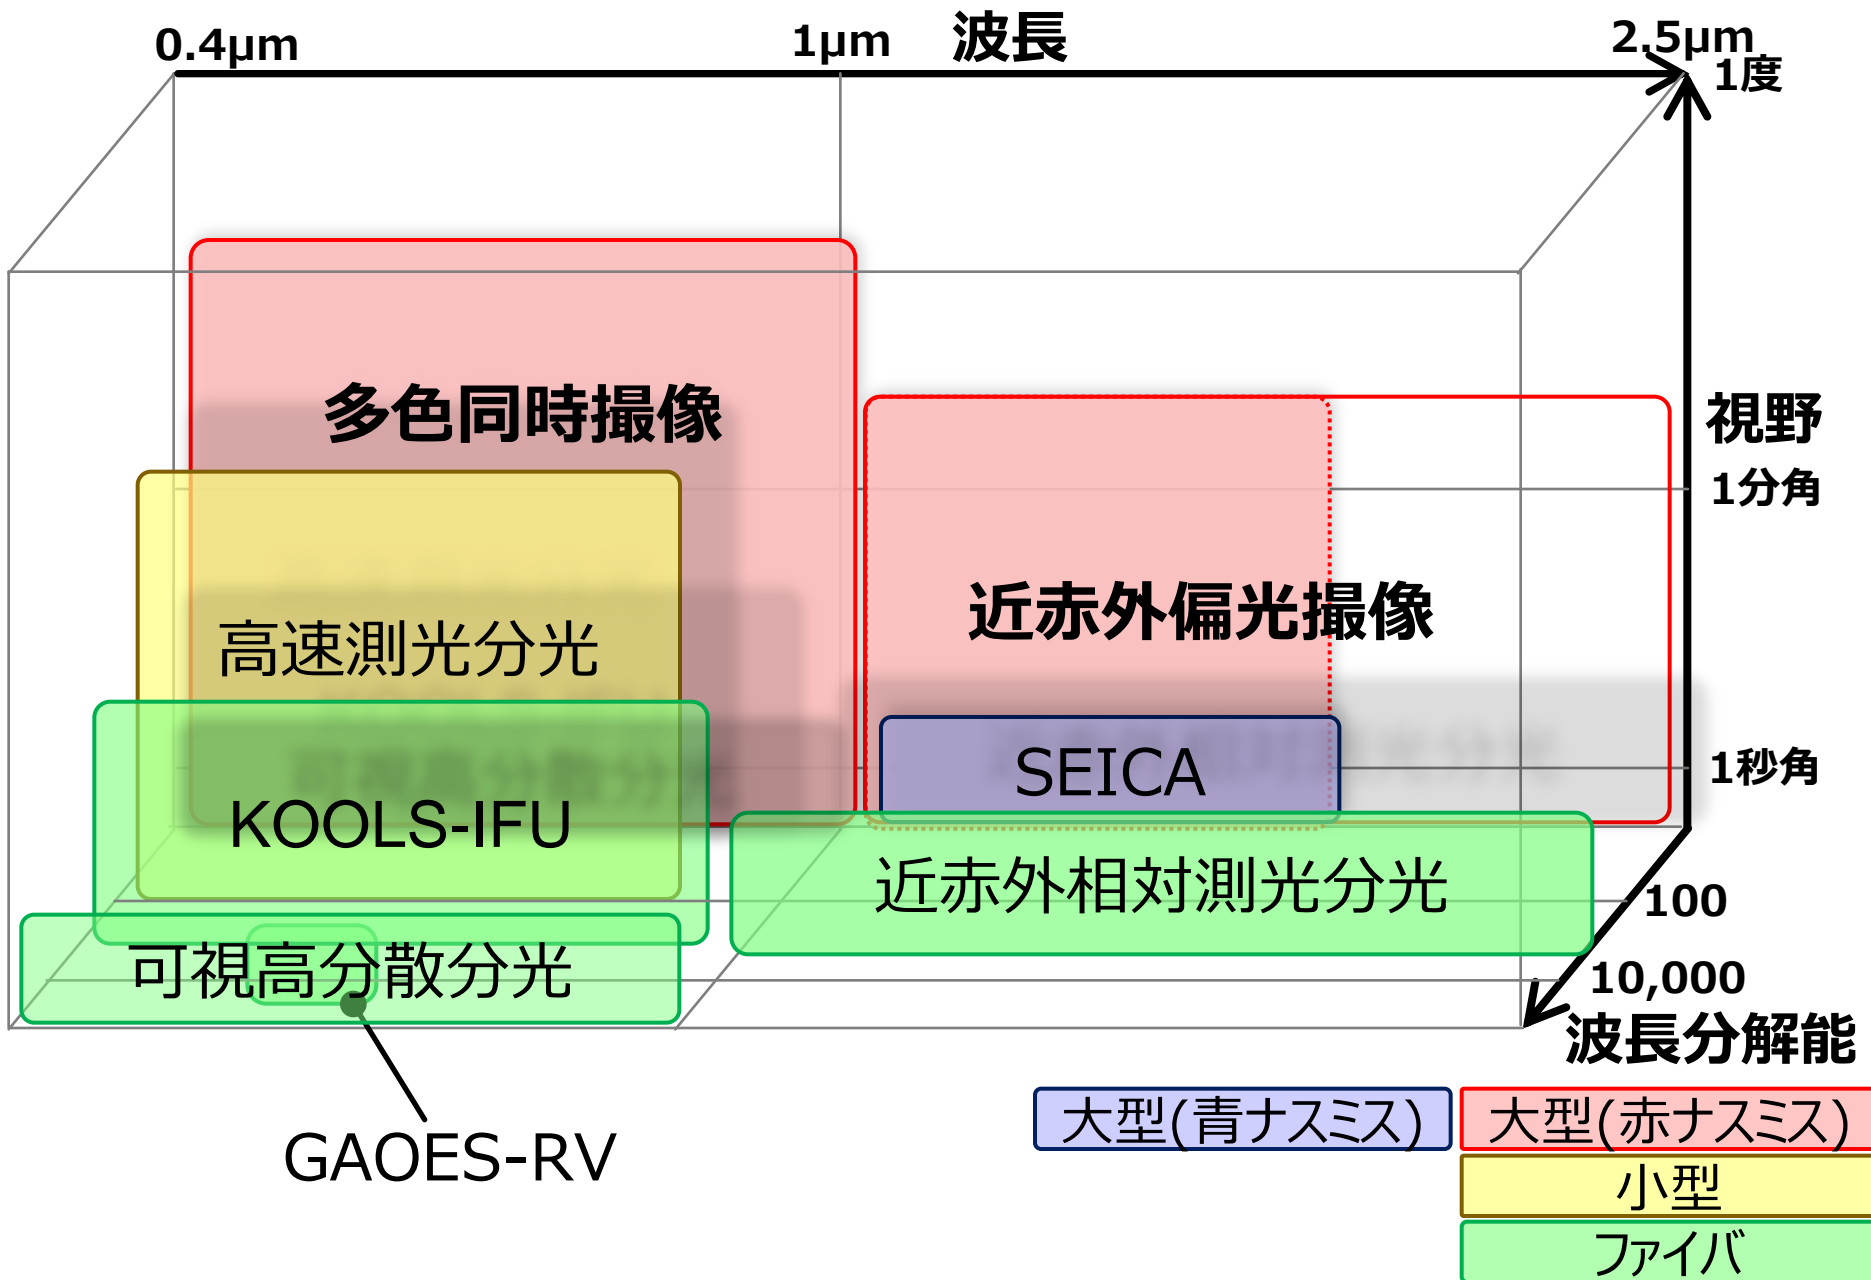 0.4μm
1μm
波長
2.5μm
1度
多色同時撮像
視野
1分角
近赤外偏光撮像
高速測光分光
SEICA
1秒角
KOOLS-IFU
近赤外相対測光分光
100
可視高分散分光
10,000
波長分解能
GAOES-RV
大型(青ナスミス)
大型(赤ナスミス)
小型
ファイバ